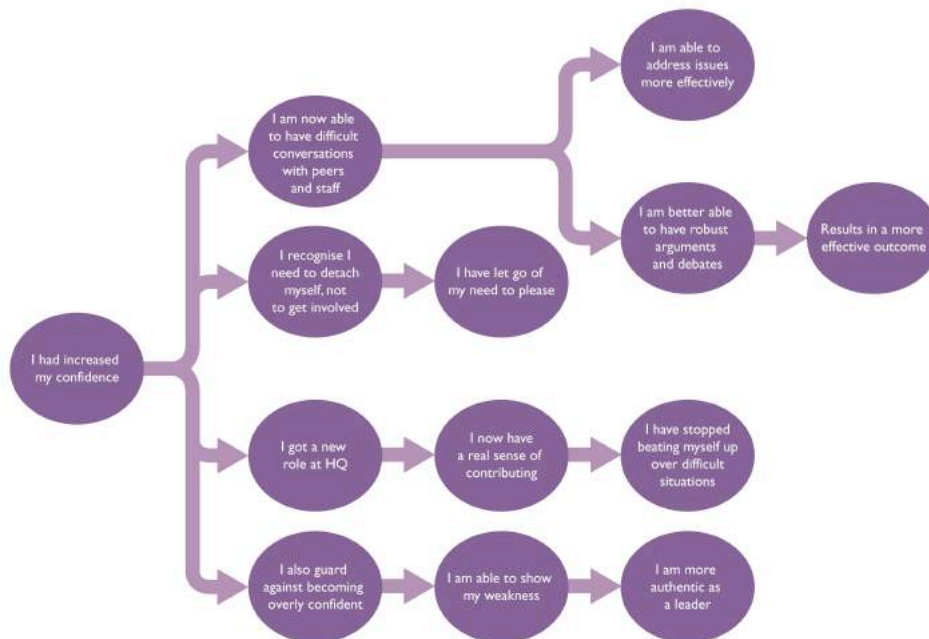 I am able to
address issues
more effectively
I am now able
to have difficult
conversations
with peers
and staff
I am better able
to have robust
arguments
and debates
Results in a more
effective outcome
I recognise I
need to detach
myself, not
to get involved
I have let go of
my need to please
I had increased
my confidence
I got a new
role at HQ
I now have
a real sense of
contributing
I have stopped
beating myself up
over difficult
situations
I also guard
against becoming
overly confident
I am able to show
my weakness
I am more
authentic as
a leader